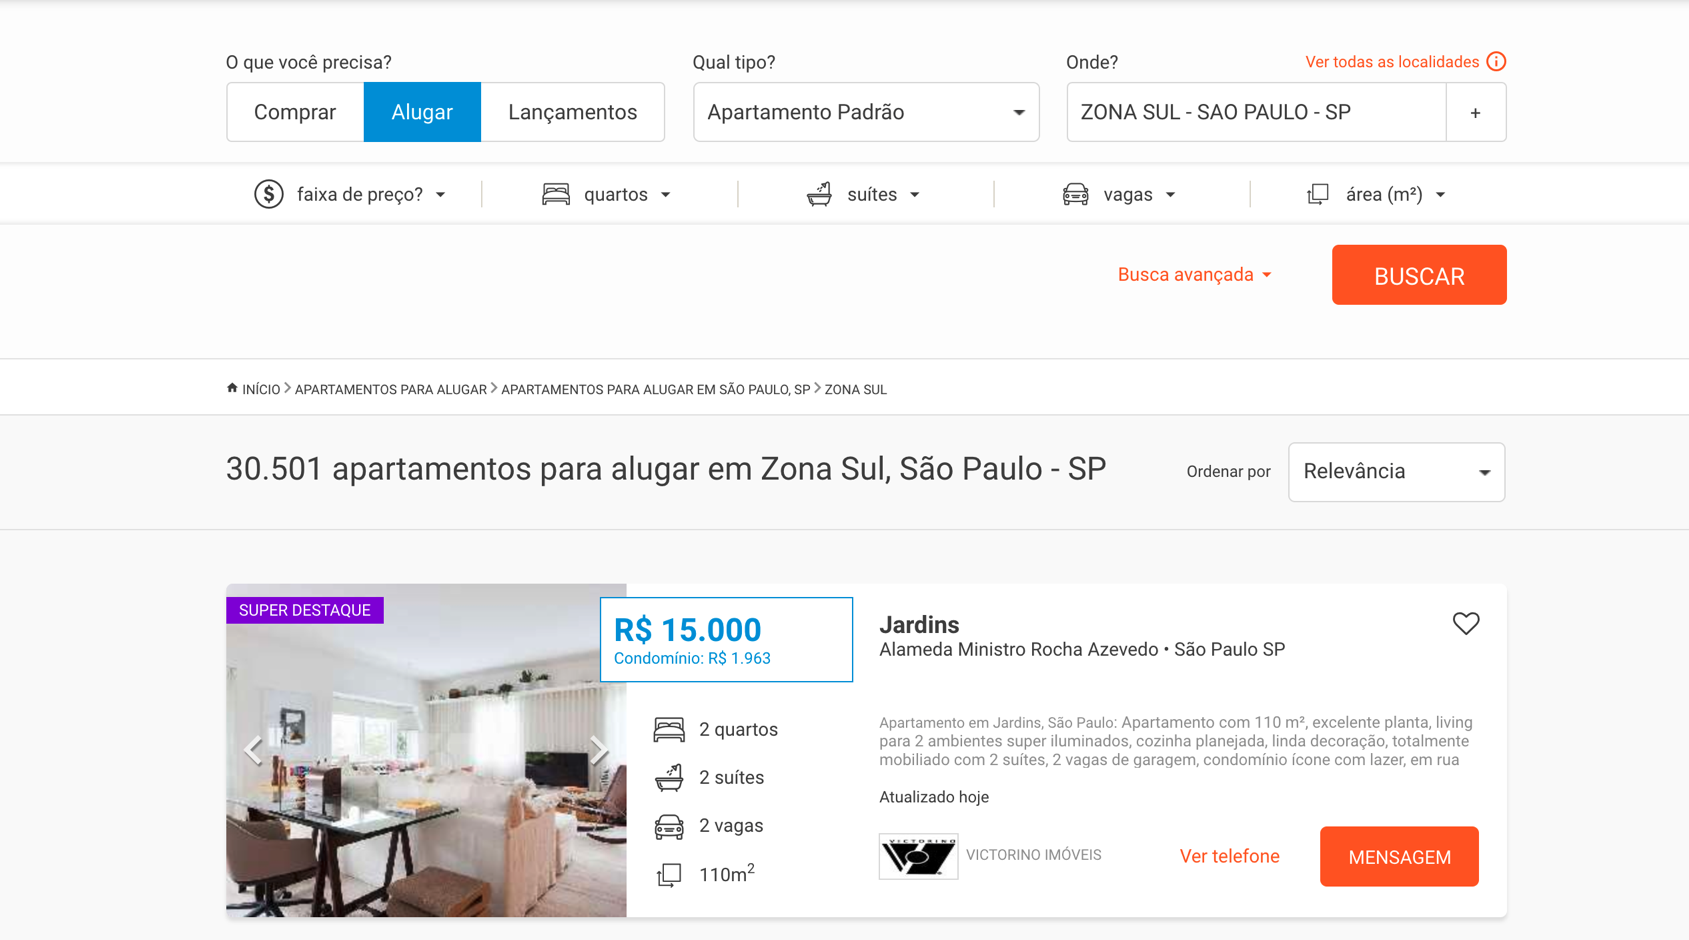 O que você precisa?
Qual tipo?
Onde?
Ver todas as localidades
Comprar
Alugar
Lançamentos
Apartamento Padrão
ZONA SUL - SAO PAULO - SP
+
faixa de preço?
quartos
suítes
vagas
área (m²)
Busca avançada
BUSCAR
INÍCIO > APARTAMENTOS PARA ALUGAR > APARTAMENTOS PARA ALUGAR EM SÃO PAULO, SP > ZONA SUL
30.501 apartamentos para alugar em Zona Sul, São Paulo - SP
Ordenar por
Relevância
SUPER DESTAQUE
R$ 15.000
Condomínio: R$ 1.963
2 quartos
2 suítes
2 vagas
110m²
Jardins
Alameda Ministro Rocha Azevedo • São Paulo SP
Apartamento em Jardins, São Paulo: Apartamento com 110 m², excelente planta, living
para 2 ambientes super iluminados, cozinha planejada, linda decoração, totalmente
mobiliado com 2 suítes, 2 vagas de garagem, condomínio ícone com lazer, em rua
Atualizado hoje
VICTORINO
VICTORINO IMÓVEIS
Ver telefone
MENSAGEM